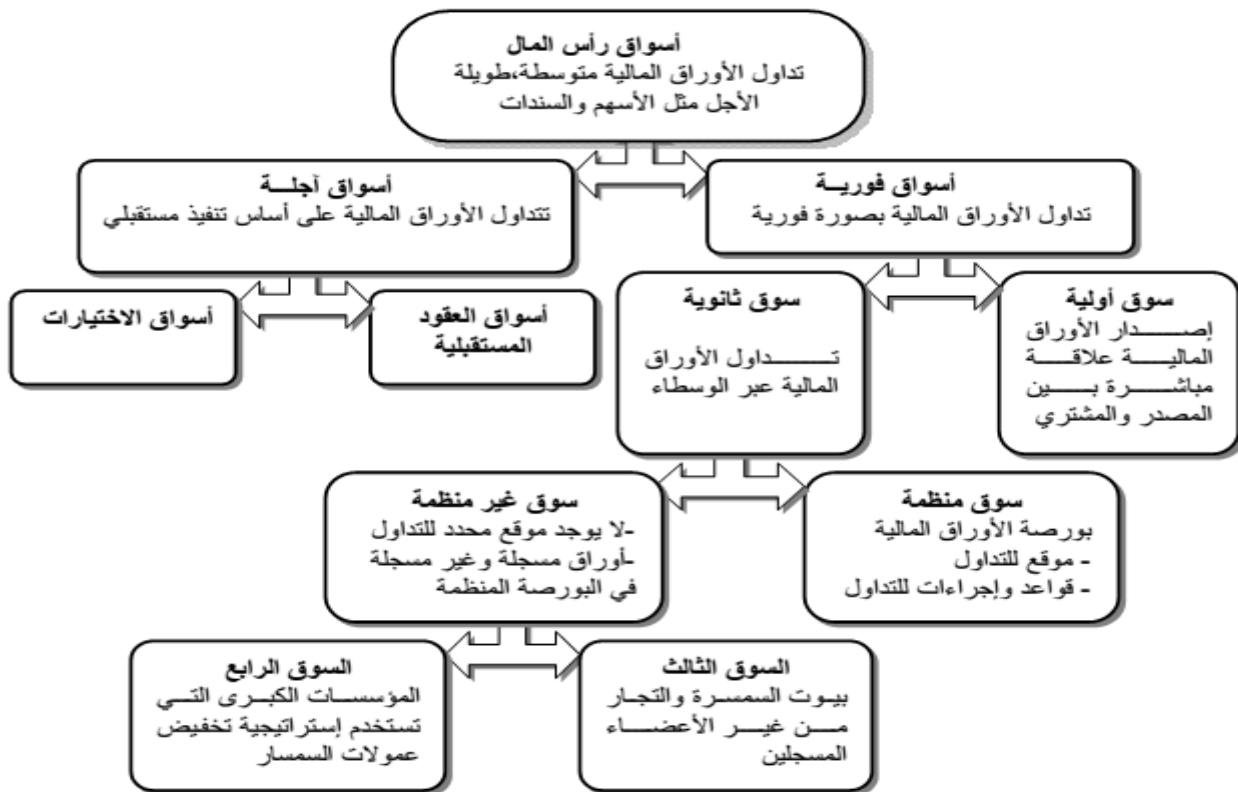 أسواق رأس المال
تداول الأوراق المالية متوسطة،طويلة
الأجل مثل الأسهم والسندات
أسواق فورية
تداول الأوراق المالية بصورة فورية
أسواق آجلة
تتداول الأوراق المالية على أساس تنفيذ مستقبلي
سوق أولية
إصدار الأوراق
المالية علاقة
مباشرة بين
المصدر والمشتري
سوق ثانوية
تداول الأوراق
المالية عبر الوسطاء
أسواق العقود
المستقبلية
أسواق الاختيارات
سوق منظمة
بورصة الأوراق المالية
- موقع للتداول
- قواعد وإجراءات للتداول
سوق غير منظمة
-لا يوجد موقع محدد للتداول
-أوراق مسجلة وغير مسجلة
في البورصة المنظمة
السوق الثالث
بيوت السمسرة والتجار
من غير الأعضاء
المسجلين
السوق الرابع
المؤسسات الكبرى التي
تستخدم إستراتيجية تخفيض
عمولات السمسار